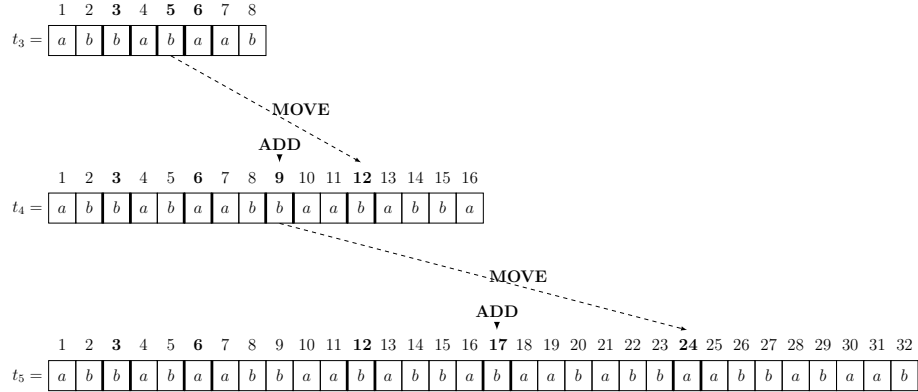 1 2 3 4 5 6 7 8
t₃ = a b b a b a a b
MOVE
ADD
1 2 3 4 5 6 7 8 9 10 11 12 13 14 15 16
t₄ = a b b a b a a b b a a b a b b a
MOVE
ADD
1 2 3 4 5 6 7 8 9 10 11 12 13 14 15 16 17 18 19 20 21 22 23 24 25 26 27 28 29 30 31 32
t₅ = a b b a b a a b b a a b a b b a b a a b a b b a a b b a b a a b